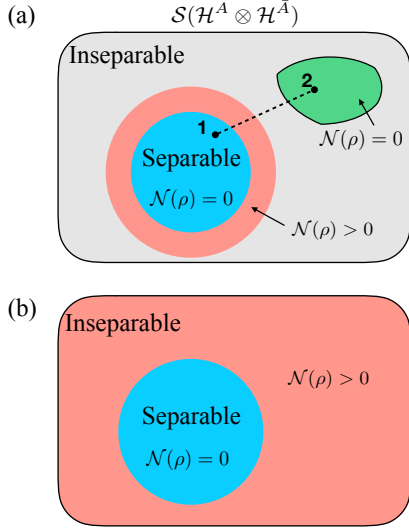 (a)
𝒮(ℋ^A ⊗ ℋ^Ā)
Inseparable
2
1
𝒩(ρ) = 0
Separable
𝒩(ρ) = 0
𝒩(ρ) > 0
(b)
Inseparable
𝒩(ρ) > 0
Separable
𝒩(ρ) = 0